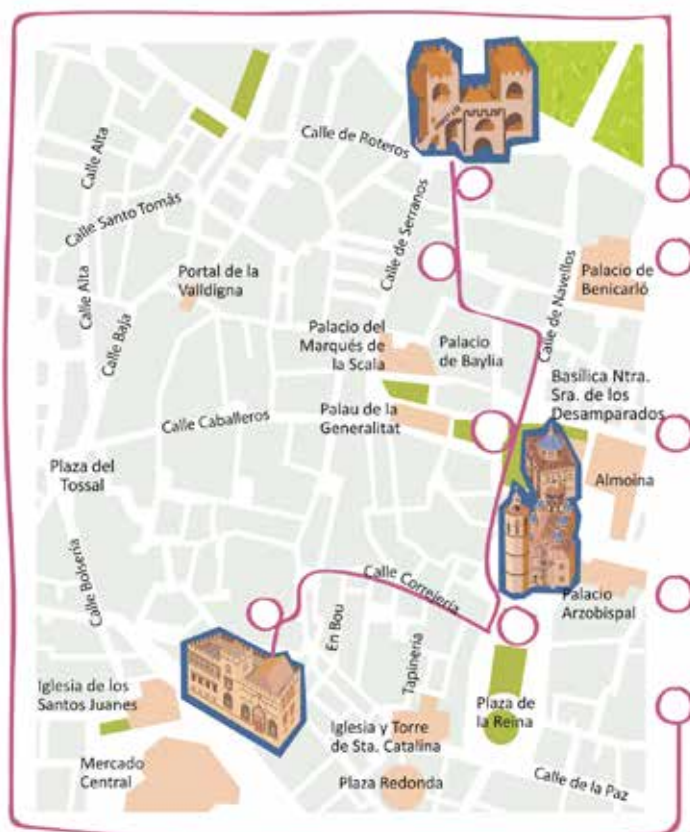 Calle de Roteros
Calle Alta
Calle de Serranos
Calle Santo Tomás
Calle de Navellos
Portal de la
Valldigna
Palacio de
Benicarló
Calle Alta
Calle Baja
Palacio del
Marqués de
la Scala
Palacio
de Baylia
Basílica Ntra.
Sra. de los
Desamparados
Calle Caballeros
Palau de la
Generalitat
Plaza del
Tossal
Almoina
Calle Bolsería
Calle Correjería
Palacio
Arzobispal
En Bou
Tapinería
Iglesia de los
Santos Juanes
Plaza de
la Reina
Iglesia y Torre
de Sta. Catalina
Mercado
Central
Plaza Redonda
Calle de la Paz